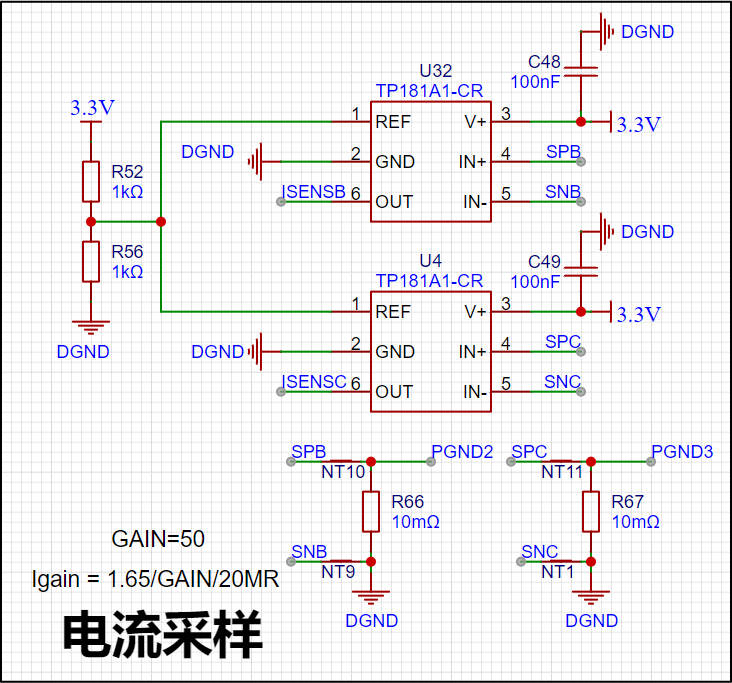 DGND
C48
100nF
U32
TP181A1-CR
3.3V
1
REF
V+
3
3.3V
DGND
2
GND
IN+
4
SPB
R52
1kΩ
ISENSB
6
OUT
IN-
5
SNB
DGND
R56
1kΩ
C49
100nF
U4
TP181A1-CR
1
REF
V+
3
3.3V
DGND
DGND
2
GND
IN+
4
SPC
ISENSC
6
OUT
IN-
5
SNC
SPB
PGND2
SPC
PGND3
NT10
NT11
R66
10mΩ
R67
10mΩ
GAIN=50
SNB
SNC
NT9
NT1
Igain = 1.65/GAIN/20MR
DGND
DGND
电流采样